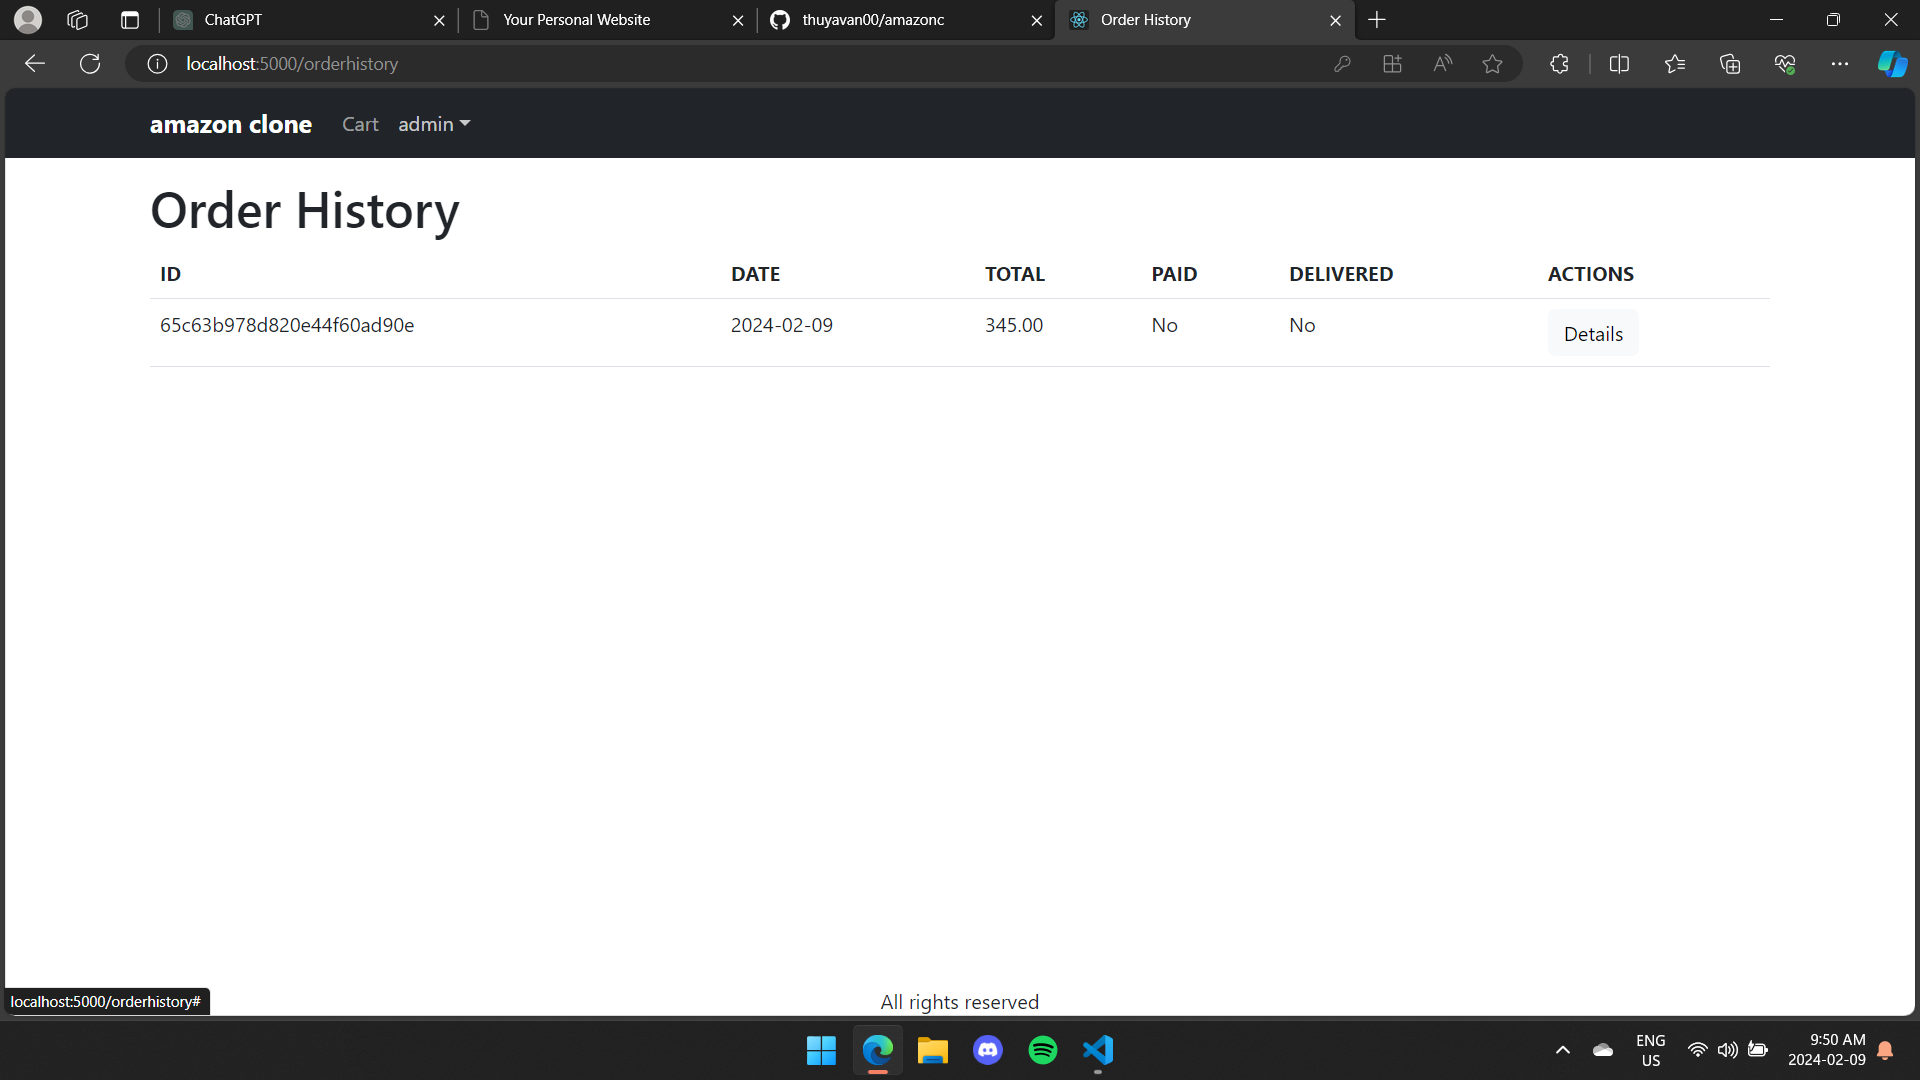 ChatGPT
Your Personal Website
thuyavan00/amazonc
Order History
localhost:5000/orderhistory
amazon clone Cart admin
Order History
ID DATE TOTAL PAID DELIVERED ACTIONS
65c63b978d820e44f60ad90e 2024-02-09 345.00 No No Details
All rights reserved
localhost:5000/orderhistory#
ENG
US
9:50 AM
2024-02-09